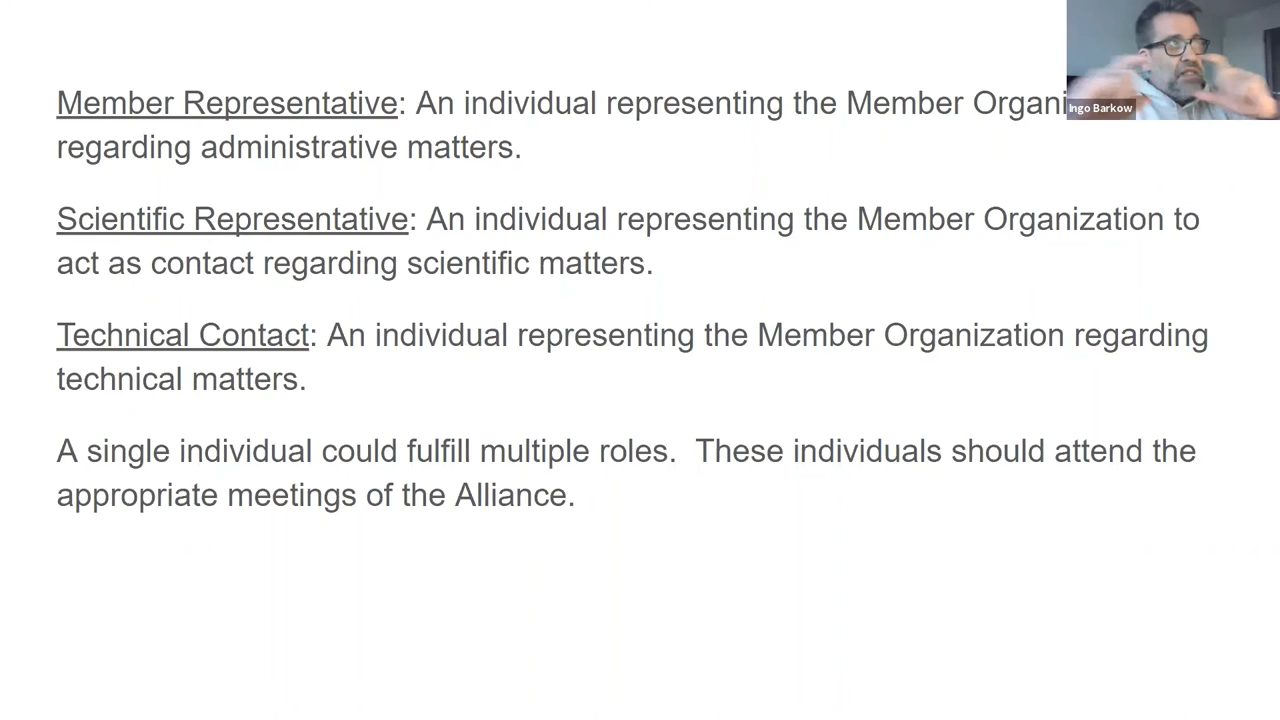 Member Representative: An individual representing the Member Organi
regarding administrative matters.
Scientific Representative: An individual representing the Member Organization to
act as contact regarding scientific matters.
Technical Contact: An individual representing the Member Organization regarding
technical matters.
A single individual could fulfill multiple roles.  These individuals should attend the
appropriate meetings of the Alliance.
Ingo Barkow